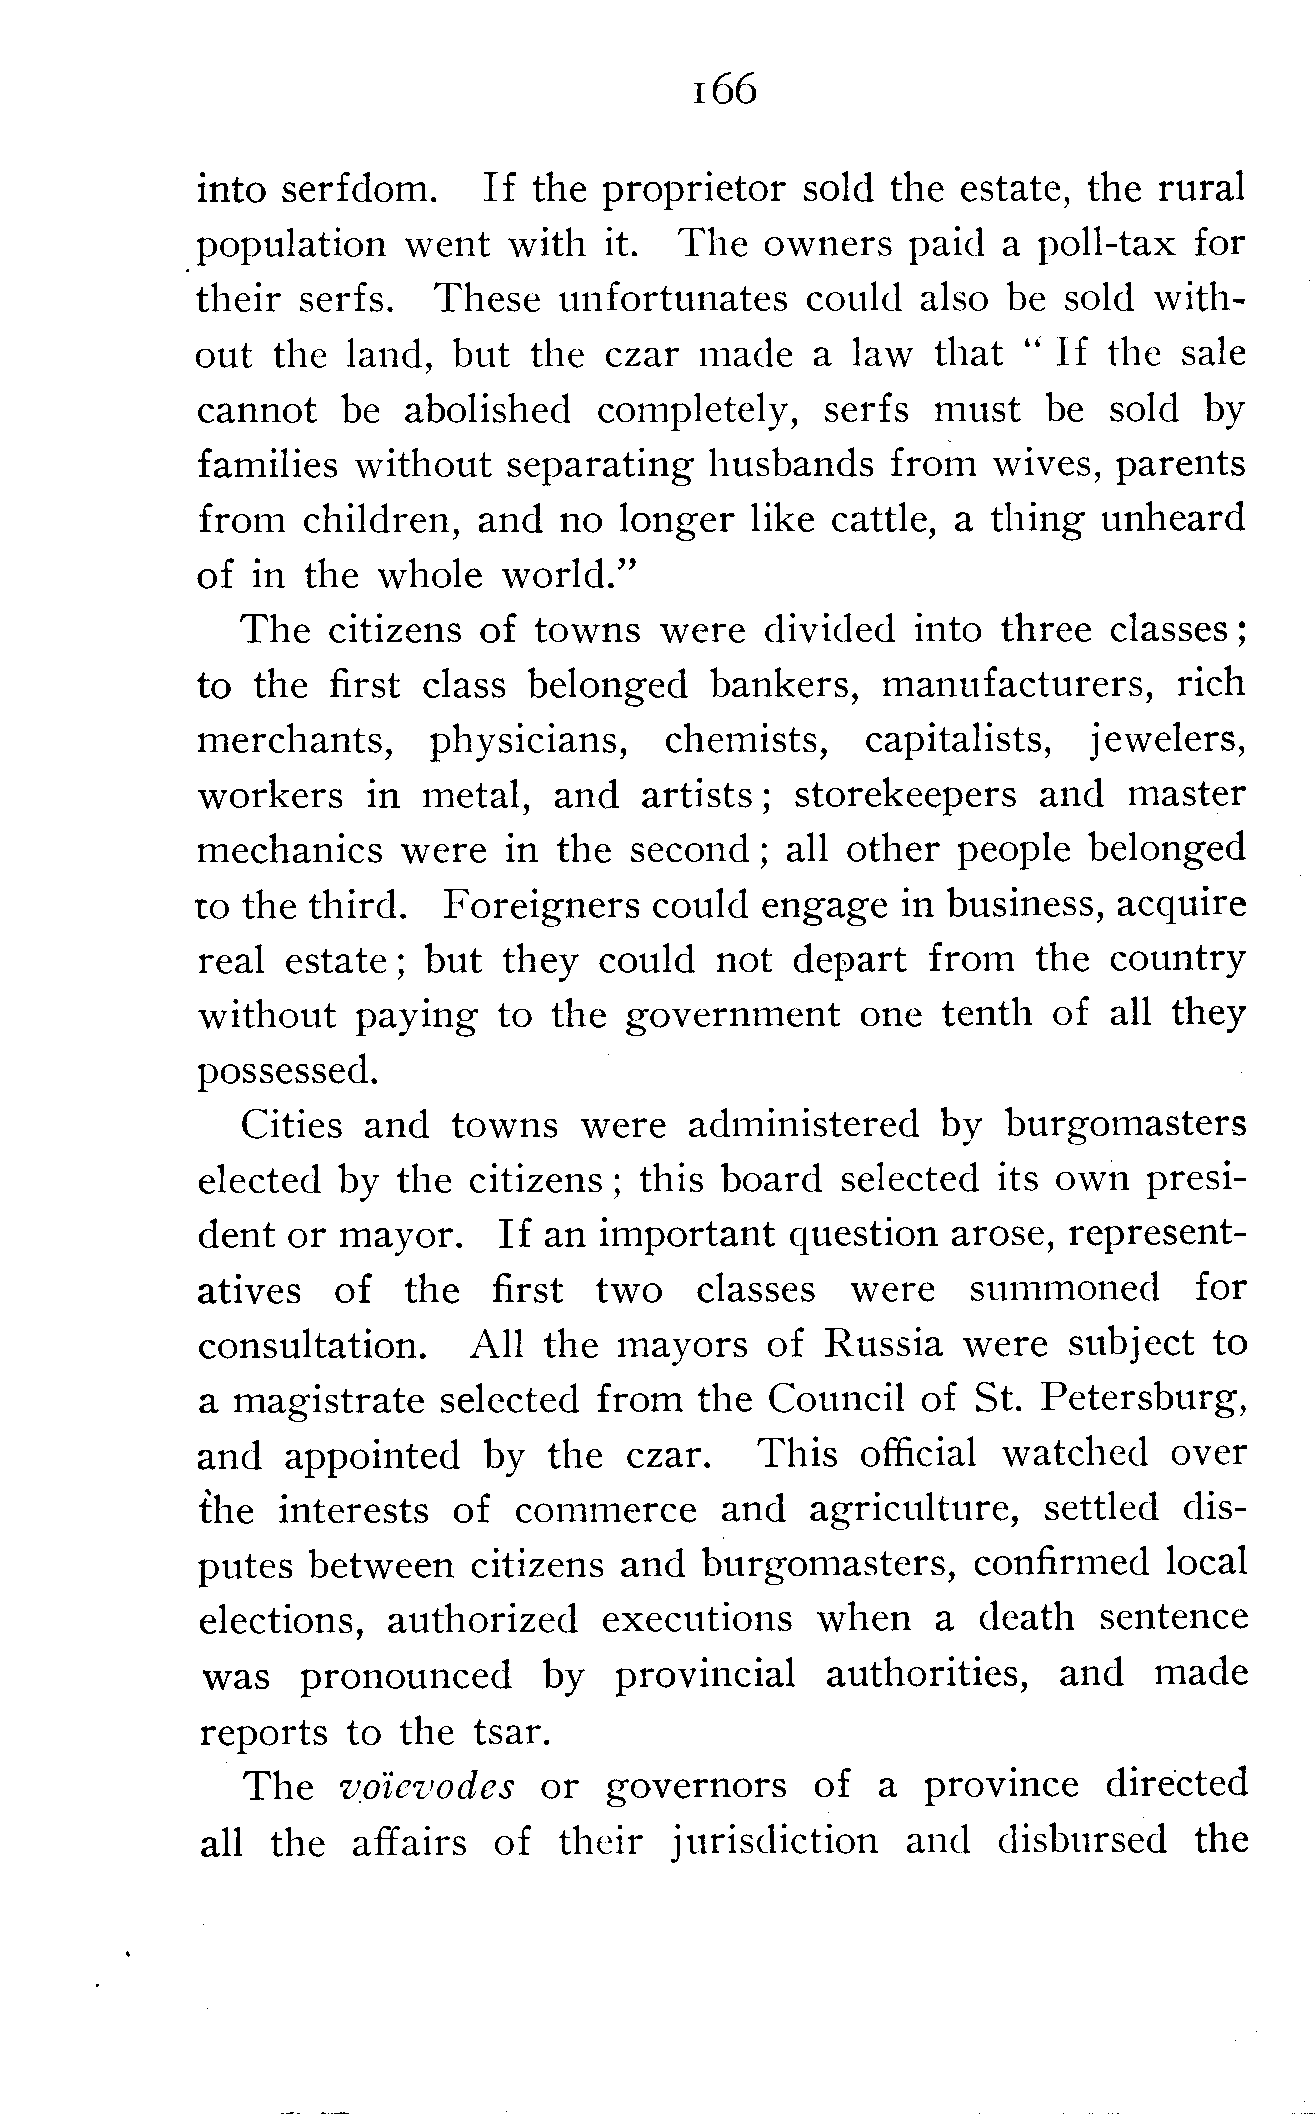 166
into serfdom. If the proprietor sold the estate, the rural
population went with it. The owners paid a poll-tax for
their serfs. These unfortunates could also be sold with-
out the land, but the czar made a law that “ If the sale
cannot be abolished completely, serfs must be sold by
families without separating husbands from wives, parents
from children, and no longer like cattle, a thing unheard
of in the whole world.”
The citizens of towns were divided into three classes ;
to the first class belonged bankers, manufacturers, rich
merchants, physicians, chemists, capitalists, jewelers,
workers in metal, and artists ; storekeepers and master
mechanics were in the second ; all other people belonged
to the third. Foreigners could engage in business, acquire
real estate ; but they could not depart from the country
without paying to the government one tenth of all they
possessed.
Cities and towns were administered by burgomasters
elected by the citizens ; this board selected its own presi-
dent or mayor. If an important question arose, represent-
atives of the first two classes were summoned for
consultation. All the mayors of Russia were subject to
a magistrate selected from the Council of St. Petersburg,
and appointed by the czar. This official watched over
the interests of commerce and agriculture, settled dis-
putes between citizens and burgomasters, confirmed local
elections, authorized executions when a death sentence
was pronounced by provincial authorities, and made
reports to the tsar.
The voïevodes or governors of a province directed
all the affairs of their jurisdiction and disbursed the